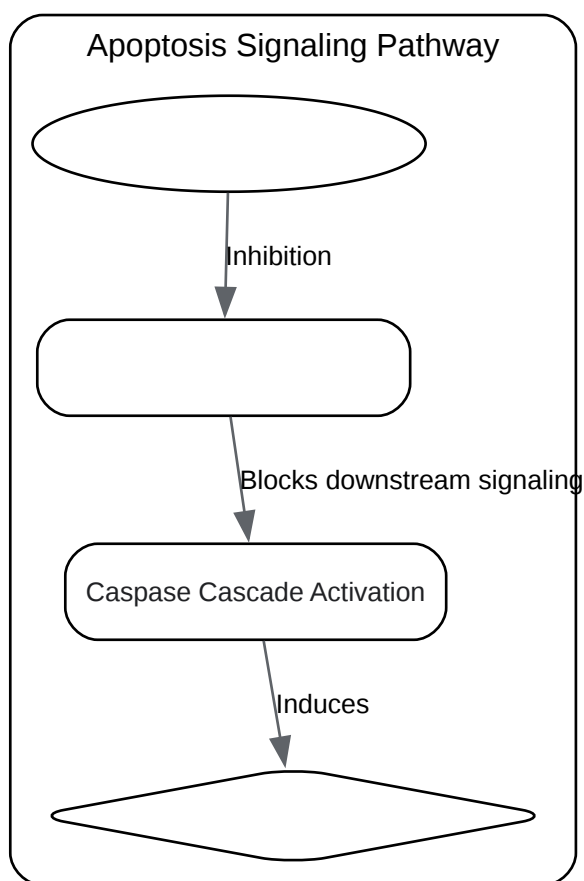 Apoptosis Signaling Pathway
Inhibition
Blocks downstream signaling
Caspase Cascade Activation
Induces